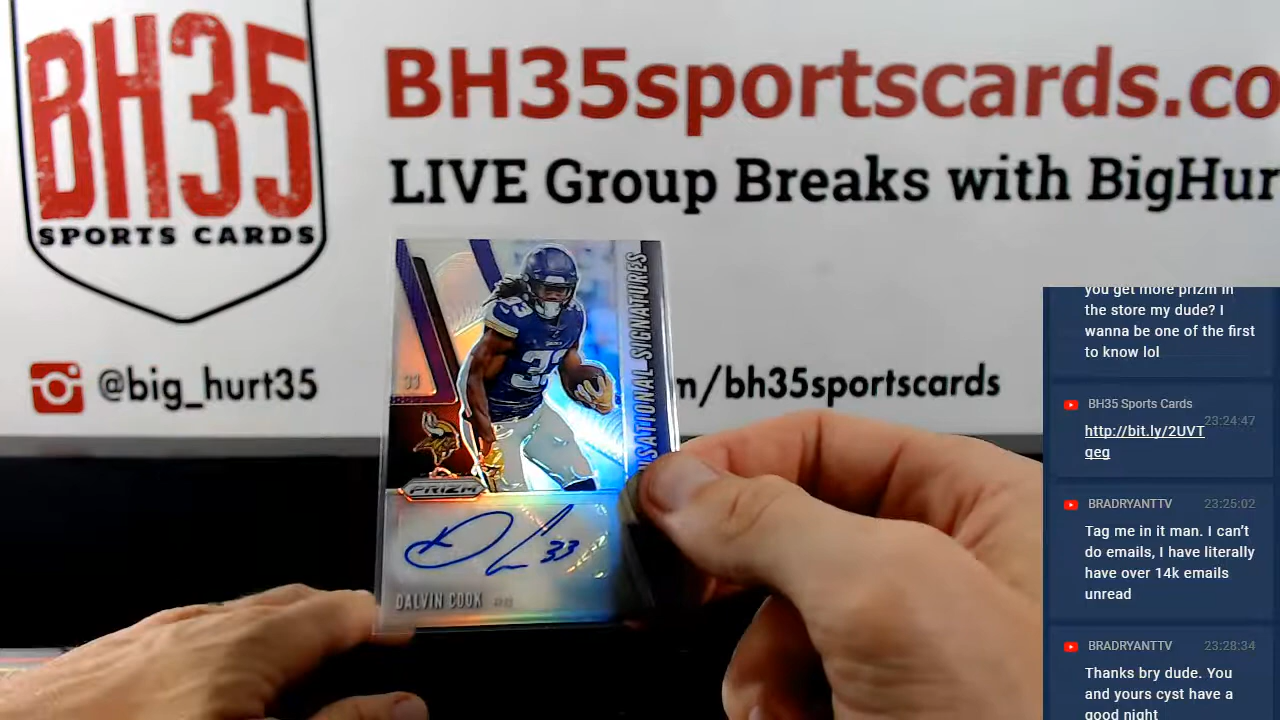 BH35
SPORTS CARDS
BH35sportscards.co
LIVE Group Breaks with BigHur
@big_hurt35
m/bh35sportscards
33
33
33
SATIONAL SIGNATURES
PRIZM
33
DALVIN COOK
you get more prizm in
the store my dude? I
wanna be one of the first
to know lol
BH35 Sports Cards
23:24:47
http://bit.ly/2UVT
qeg
BRADRYANTTV
23:25:02
Tag me in it man. I can't
do emails, I have literally
have over 14k emails
unread
BRADRYANTTV
23:28:34
Thanks bry dude. You
and yours cyst have a
good night